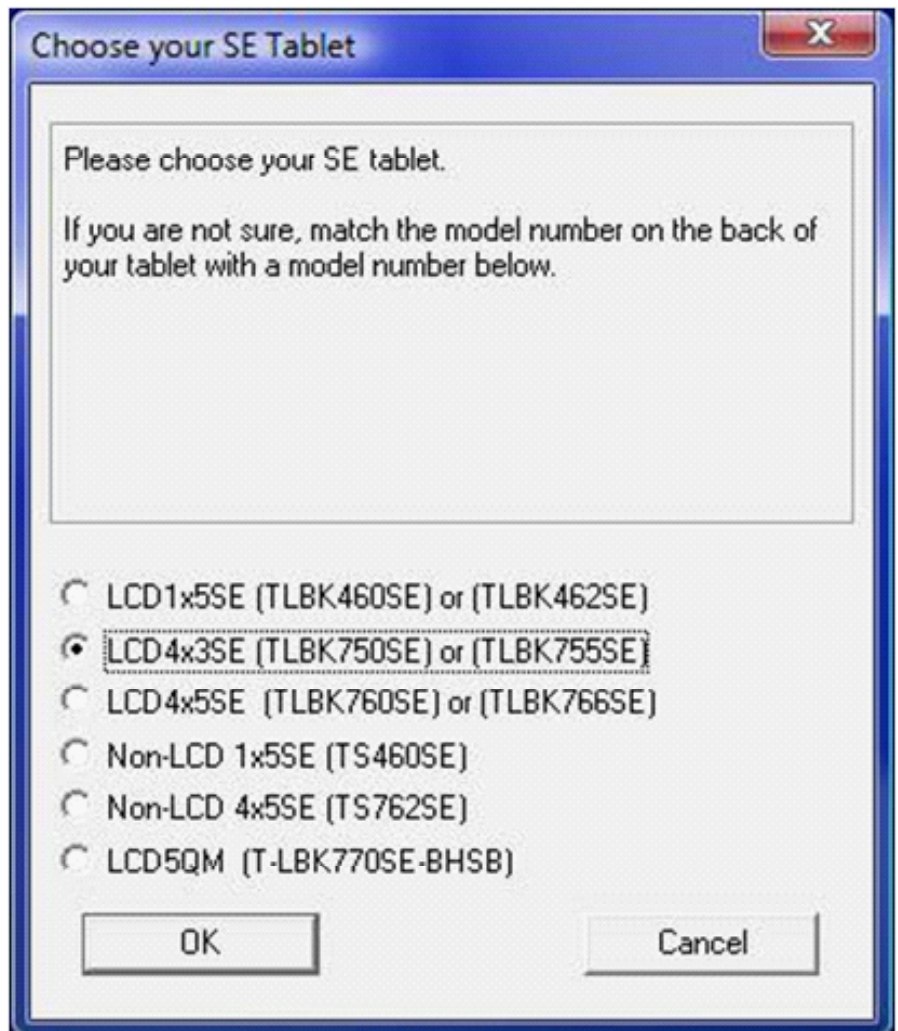 Choose your SE Tablet
Please choose your SE tablet.
If you are not sure, match the model number on the back of
your tablet with a model number below.
LCD1x5SE (TLBK460SE) or (TLBK462SE)
LCD4x3SE (TLBK750SE) or (TLBK755SE)
LCD4x5SE (TLBK760SE) or (TLBK766SE)
Non-LCD 1x5SE (TS460SE)
Non-LCD 4x5SE (TS762SE)
LCD5QM (T-LBK770SE-BHSB)
OK Cancel